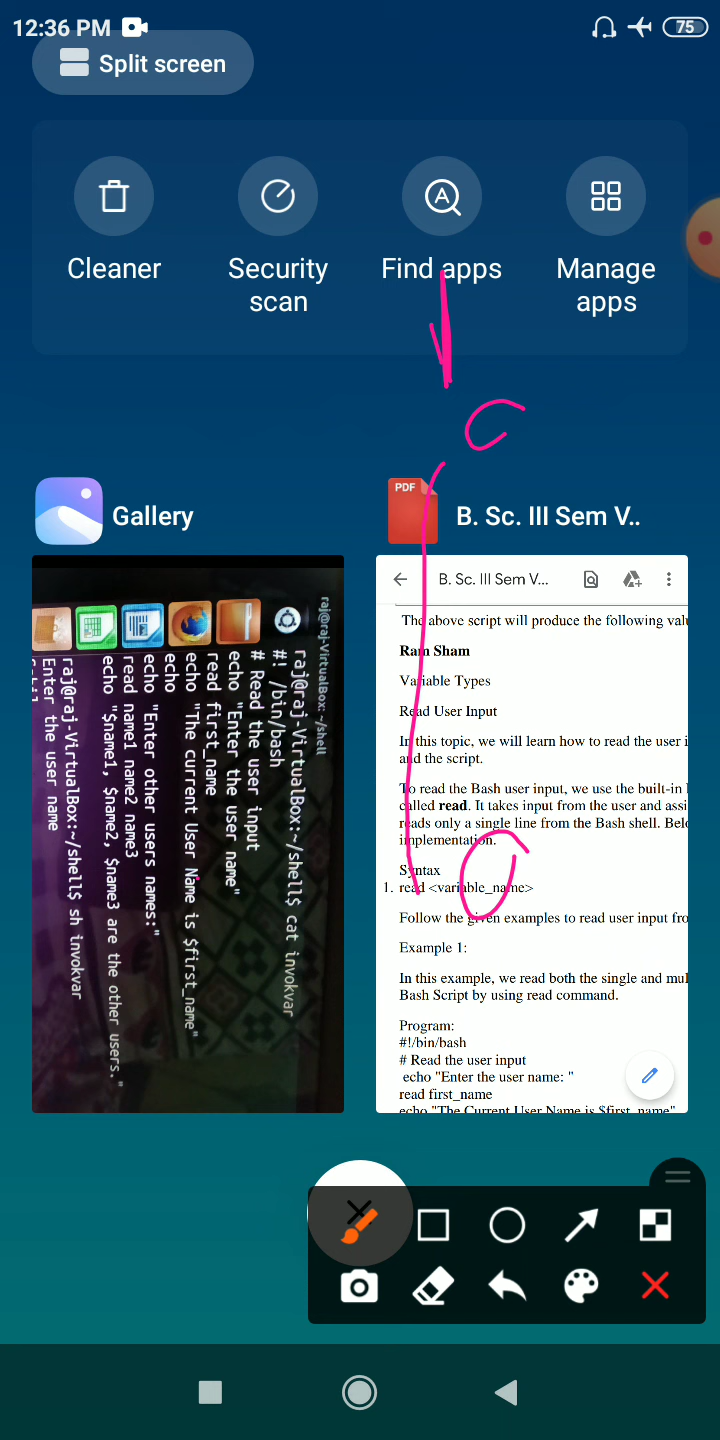 12:36 PM
75
Split screen
Cleaner
Security scan
Find apps
Manage apps
Gallery
raj@raj-VirtualBox: ~/shell
raj@raj-VirtualBox:~/shell$ cat invokvar
#! /bin/bash
# Read the user input
echo "Enter the user name"
read first_name
echo "The current User Name is $first_name"
echo
echo "Enter other users names:"
read name1 name2 name3
echo "$name1, $name2, $name3 are the other users."
raj@raj-VirtualBox:~/shell$ sh invokvar
Enter the user name
PDF
B. Sc. III Sem V..
B. Sc. III Sem V...
The above script will produce the following
Ram Sham
Variable Types
Read User Input
In this topic, we will learn how to read the user
and the script.
To read the Bash user input, we use the built-in
called read. It takes input from the user and
reads only a single line from the Bash shell.
implementation.
Syntax
1. read <variable_name>
Follow the given examples to read user input
Example 1:
In this example, we read both the single and
Bash Script by using read command.
Program:
#!/bin/bash
# Read the user input
echo "Enter the user name: "
read first_name
echo "The Current User Name is $first_name"